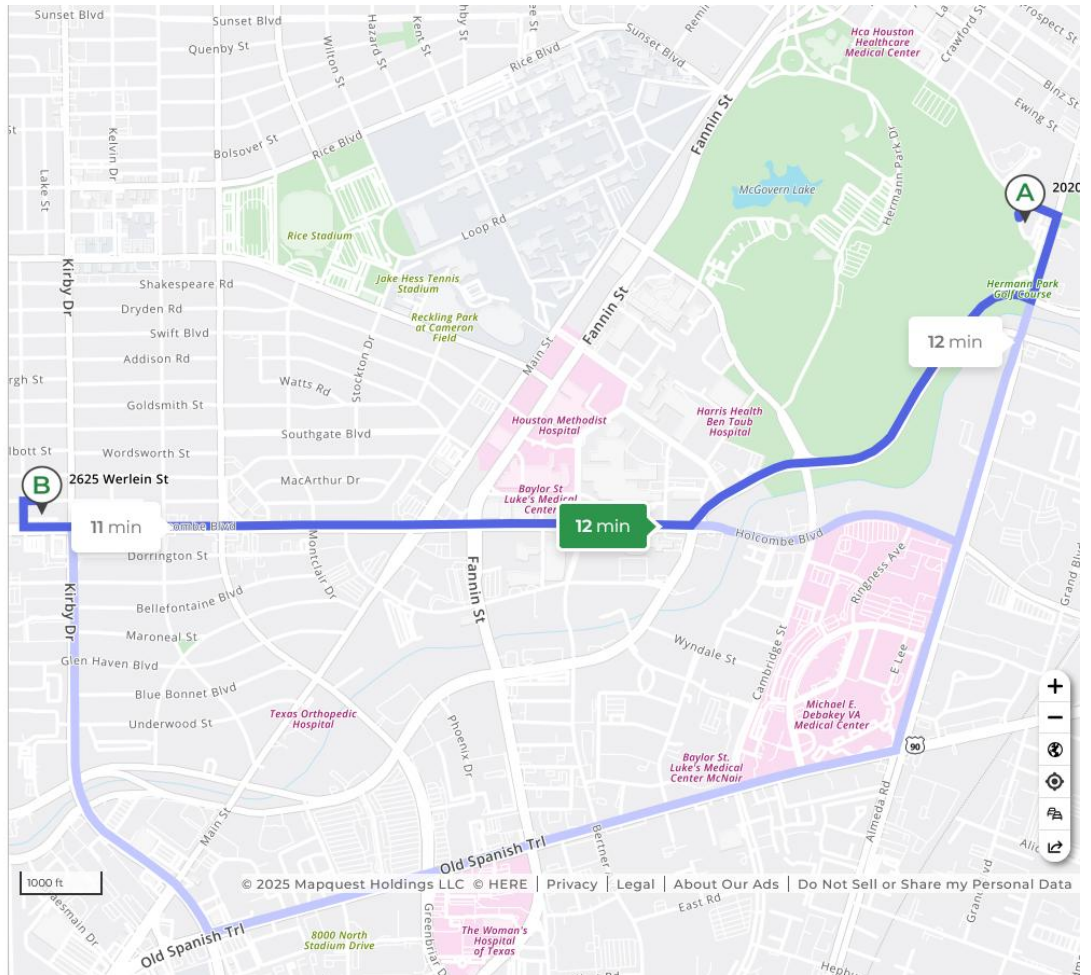 Sunset Blvd
Sunset Blvd
Quenby St
Hazard St
Kent St
Wilton St
Rice Blvd
Sunset Blvd
Hca Houston
Healthcare
Medical Center
Crawford St
Prospect St
Binz St
Ewing St
Fannin St
Hermann Park Dr
Kelvin Dr
Bolsover St
Rice Blvd
Lake St
McGovern Lake
A
2020
Rice Stadium
Loop Rd
Kirby Dr
Shakespeare Rd
Jake Hess Tennis
Stadium
Hermann Park
Golf Course
Dryden Rd
Swift Blvd
Reckling Park
at Cameron
Field
Fannin St
Main St
12 min
Addison Rd
Stockton Dr
Watts Rd
Goldsmith St
Southgate Blvd
Houston Methodist
Hospital
Harris Health
Ben Taub
Hospital
Wordsworth St
B
2625 Werlein St
MacArthur Dr
Baylor St
Luke's Medical
Center
11 min
12 min
Holcombe Blvd
Dorrington St
Montclair Dr
Ringness Ave
Grand Blvd
Kirby Dr
Bellefontaine Blvd
Fannin St
Maroneal St
Glen Haven Blvd
Wyndale St
Cambridge St
E Lee
Blue Bonnet Blvd
Underwood St
Texas Orthopedic
Hospital
Phoenix Dr
Michael E.
Debakey VA
Medical Center
Baylor St.
Luke's Medical
Center McNair
90
Main St
Almeda Rd
Old Spanish Trl
1000 ft
© 2025 Mapquest Holdings LLC © HERE | Privacy | Legal | About Our Ads | Do Not Sell or Share my Personal Data
East Rd
Old Spanish Trl
8000 North
Stadium Drive
The Woman's
Hospital
of Texas